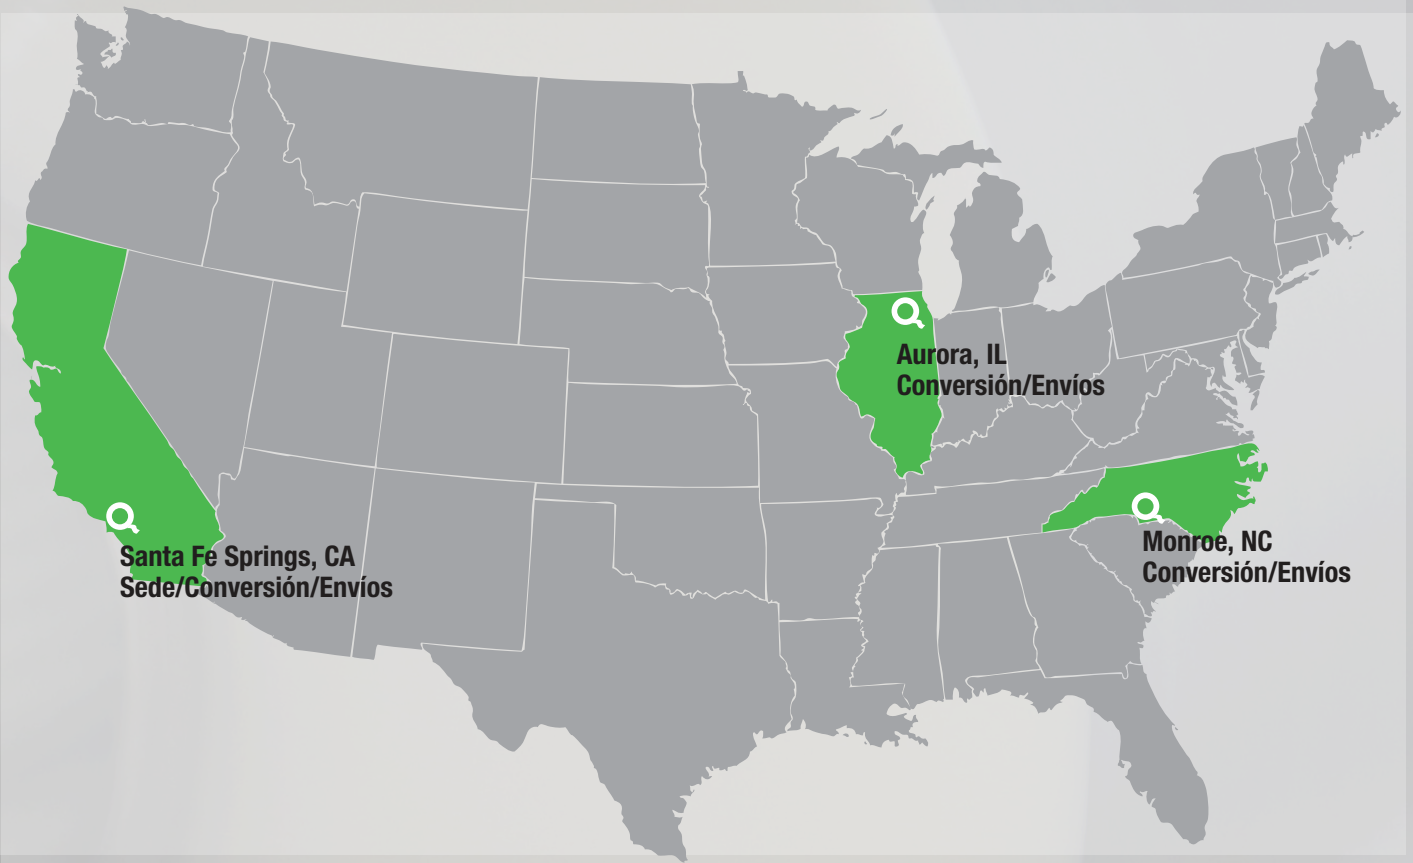 Aurora, IL
Conversión/Envíos
Santa Fe Springs, CA
Sede/Conversión/Envíos
Monroe, NC
Conversión/Envíos